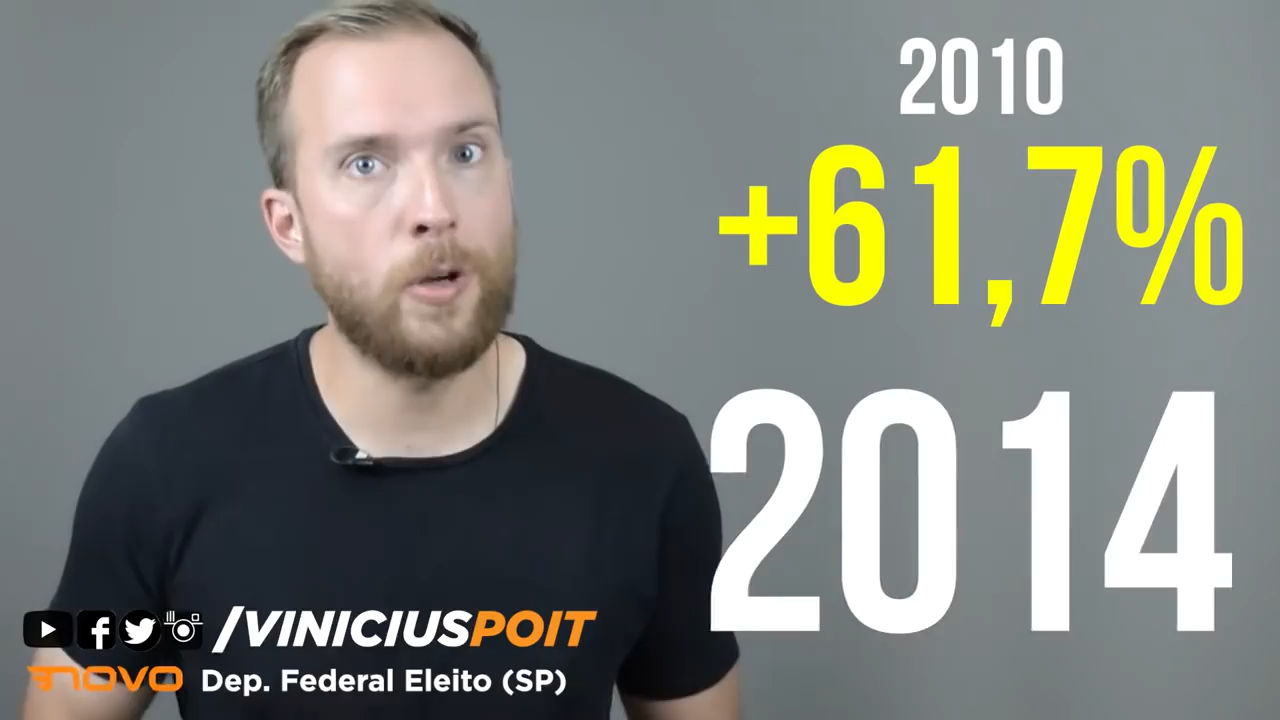 2010
+61,7%
2014
/VINICIUSPOIT
NOVO
Dep. Federal Eleito (SP)